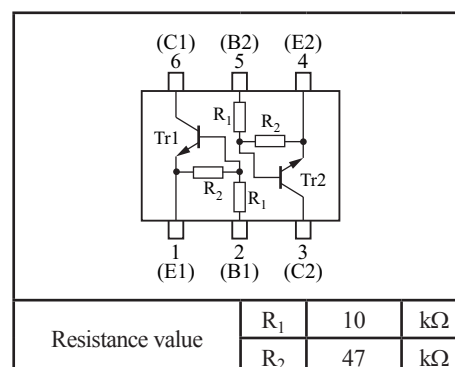 (C1) (B2) (E2)
6 5 4
R1
R2
Tr1
Tr2
R2
R1
1 2 3
(E1) (B1) (C2)
Resistance value R1 10 kΩ
R2 47 kΩ